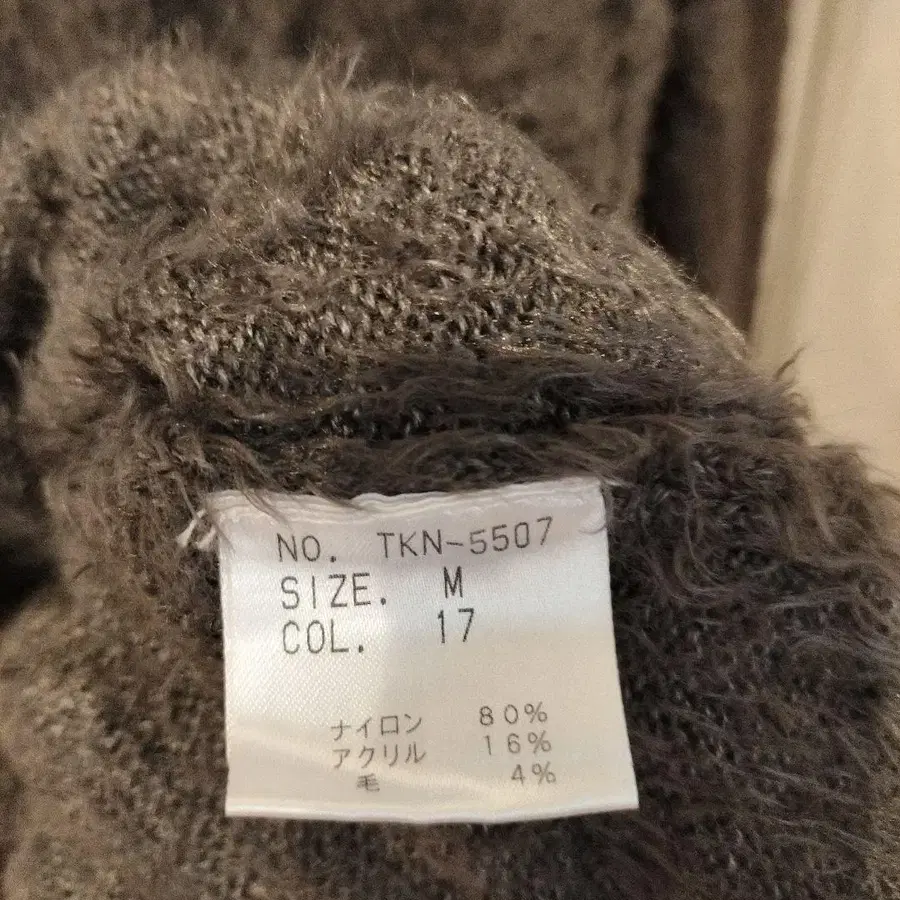 NO. TKN-5507
SIZE. M
COL. 17
ナイロン 80%
アクリル 16%
毛 4%